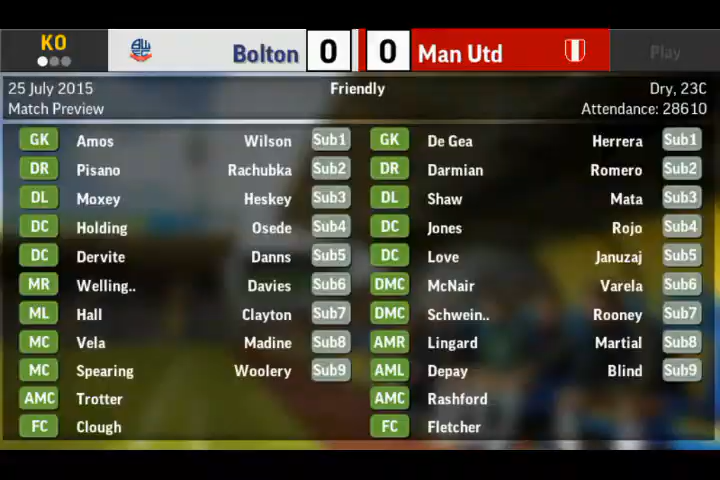 KO Bolton 0 0 Man Utd Play
25 July 2015 Friendly Dry, 23C
Match Preview Attendance: 28610
GK Amos Wilson Sub1 GK De Gea Herrera Sub1
DR Pisano Rachubka Sub2 DR Darmian Romero Sub2
DL Moxey Heskey Sub3 DL Shaw Mata Sub3
DC Holding Osede Sub4 DC Jones Rojo Sub4
DC Dervite Danns Sub5 DC Love Januzaj Sub5
MR Welling.. Davies Sub6 DMC McNair Varela Sub6
ML Hall Clayton Sub7 DMC Schwein.. Rooney Sub7
MC Vela Madine Sub8 AMR Lingard Martial Sub8
MC Spearing Woolery Sub9 AML Depay Blind Sub9
AMC Trotter AMC Rashford
FC Clough FC Fletcher